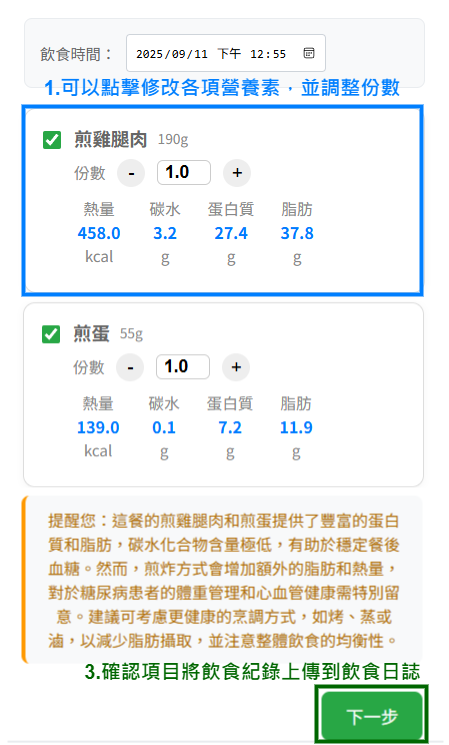 飲食時間： 2025/09/11 下午 12:55
1.可以點擊修改各項營養素，並調整份數
煎雞腿肉 190g
份數 - 1.0 +
熱量 碳水 蛋白質 脂肪
458.0 3.2 27.4 37.8
kcal g g g
煎蛋 55g
份數 - 1.0 +
熱量 碳水 蛋白質 脂肪
139.0 0.1 7.2 11.9
kcal g g g
提醒您：這餐的煎雞腿肉和煎蛋提供了豐富的蛋白
質和脂肪，碳水化合物含量極低，有助於穩定餐後
血糖。然而，煎炸方式會增加額外的脂肪和熱量，
對於糖尿病患者的體重管理和心血管健康需特別留
意。建議可考慮更健康的烹調方式，如烤、蒸或
滷，以減少脂肪攝取，並注意整體飲食的均衡性。
3.確認項目將飲食紀錄上傳到飲食日誌
下一步